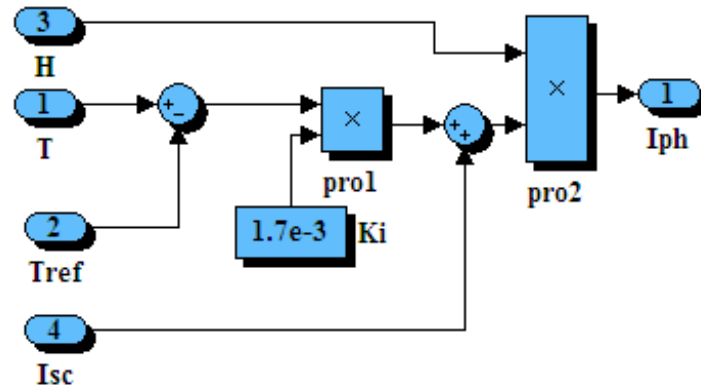 3
H
1
T
+
−
×
pro1
1.7e-3
Ki
2
Tref
4
Isc
+
+
×
pro2
1
Iph